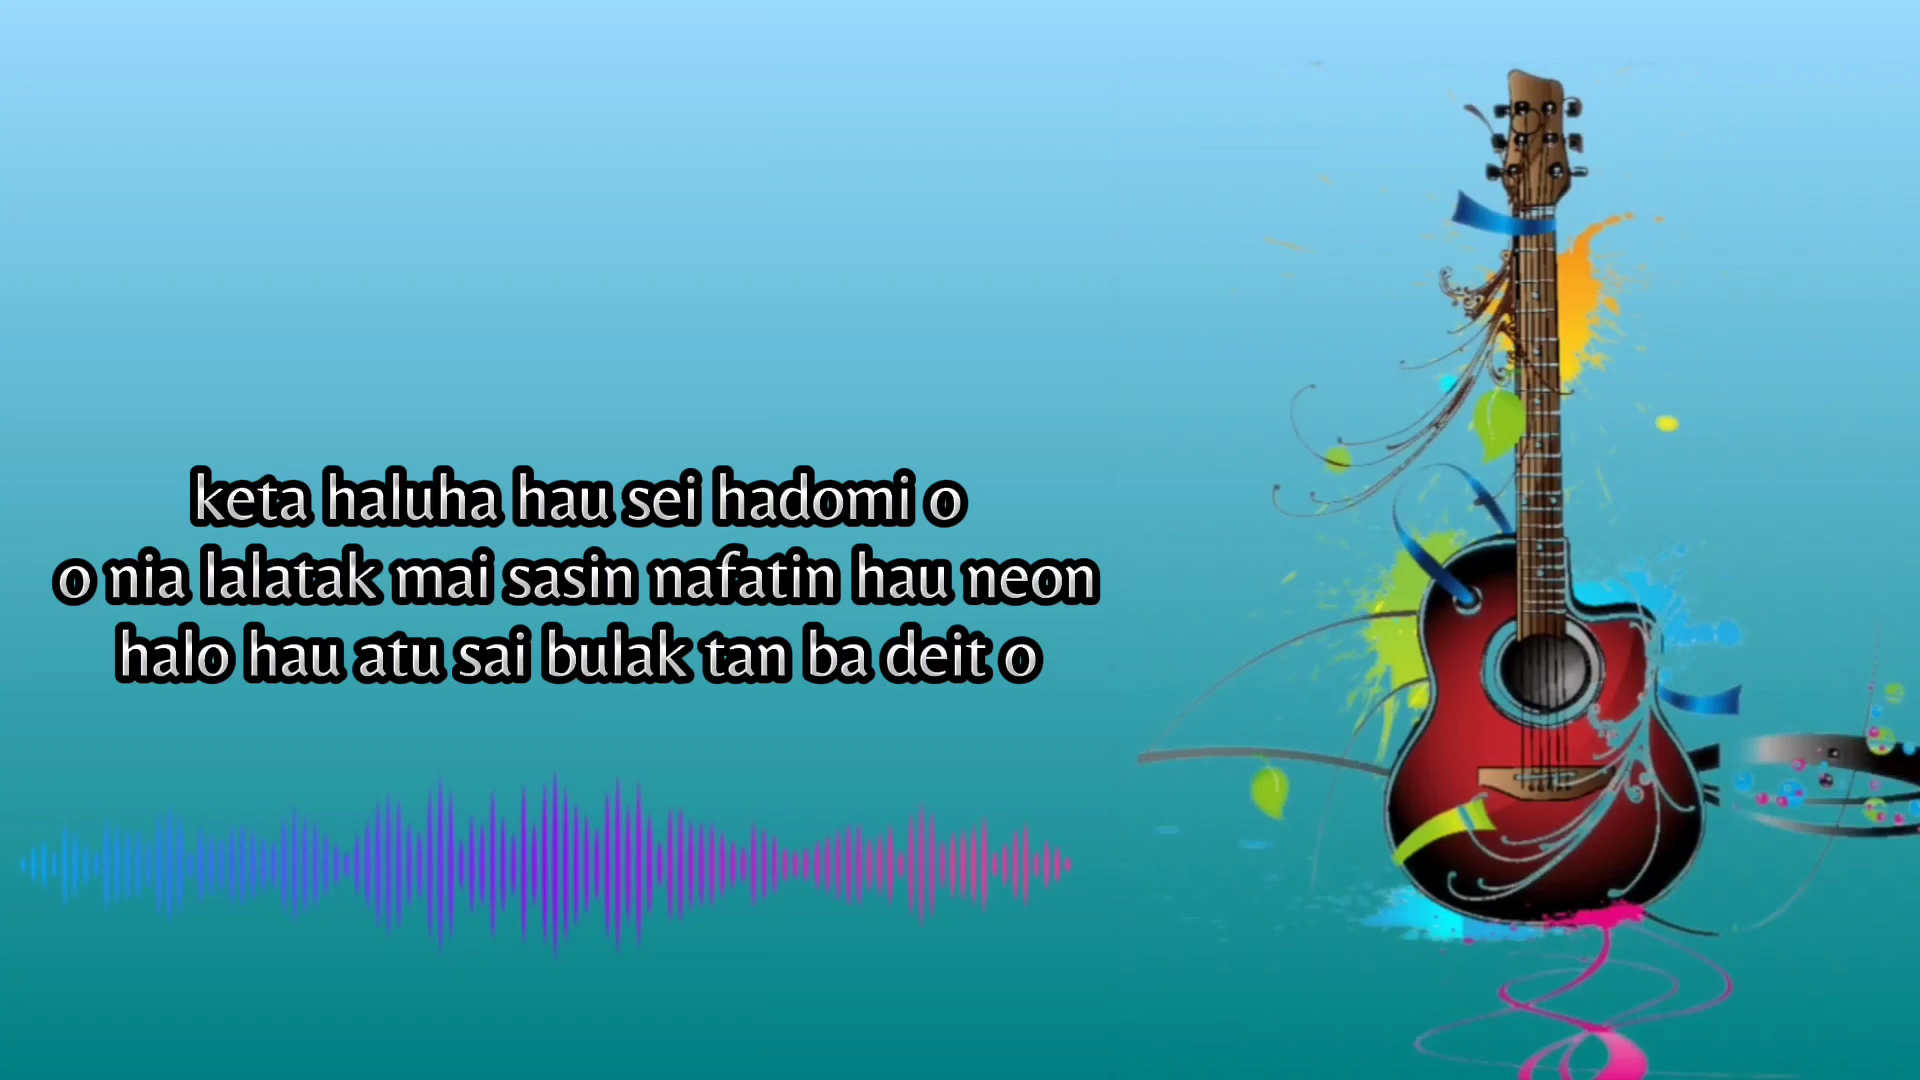 keta haluha hau sei hadomi o
o nia lalatak mai sasin nafatin hau neon
halo hau atu sai bulak tan ba deit o